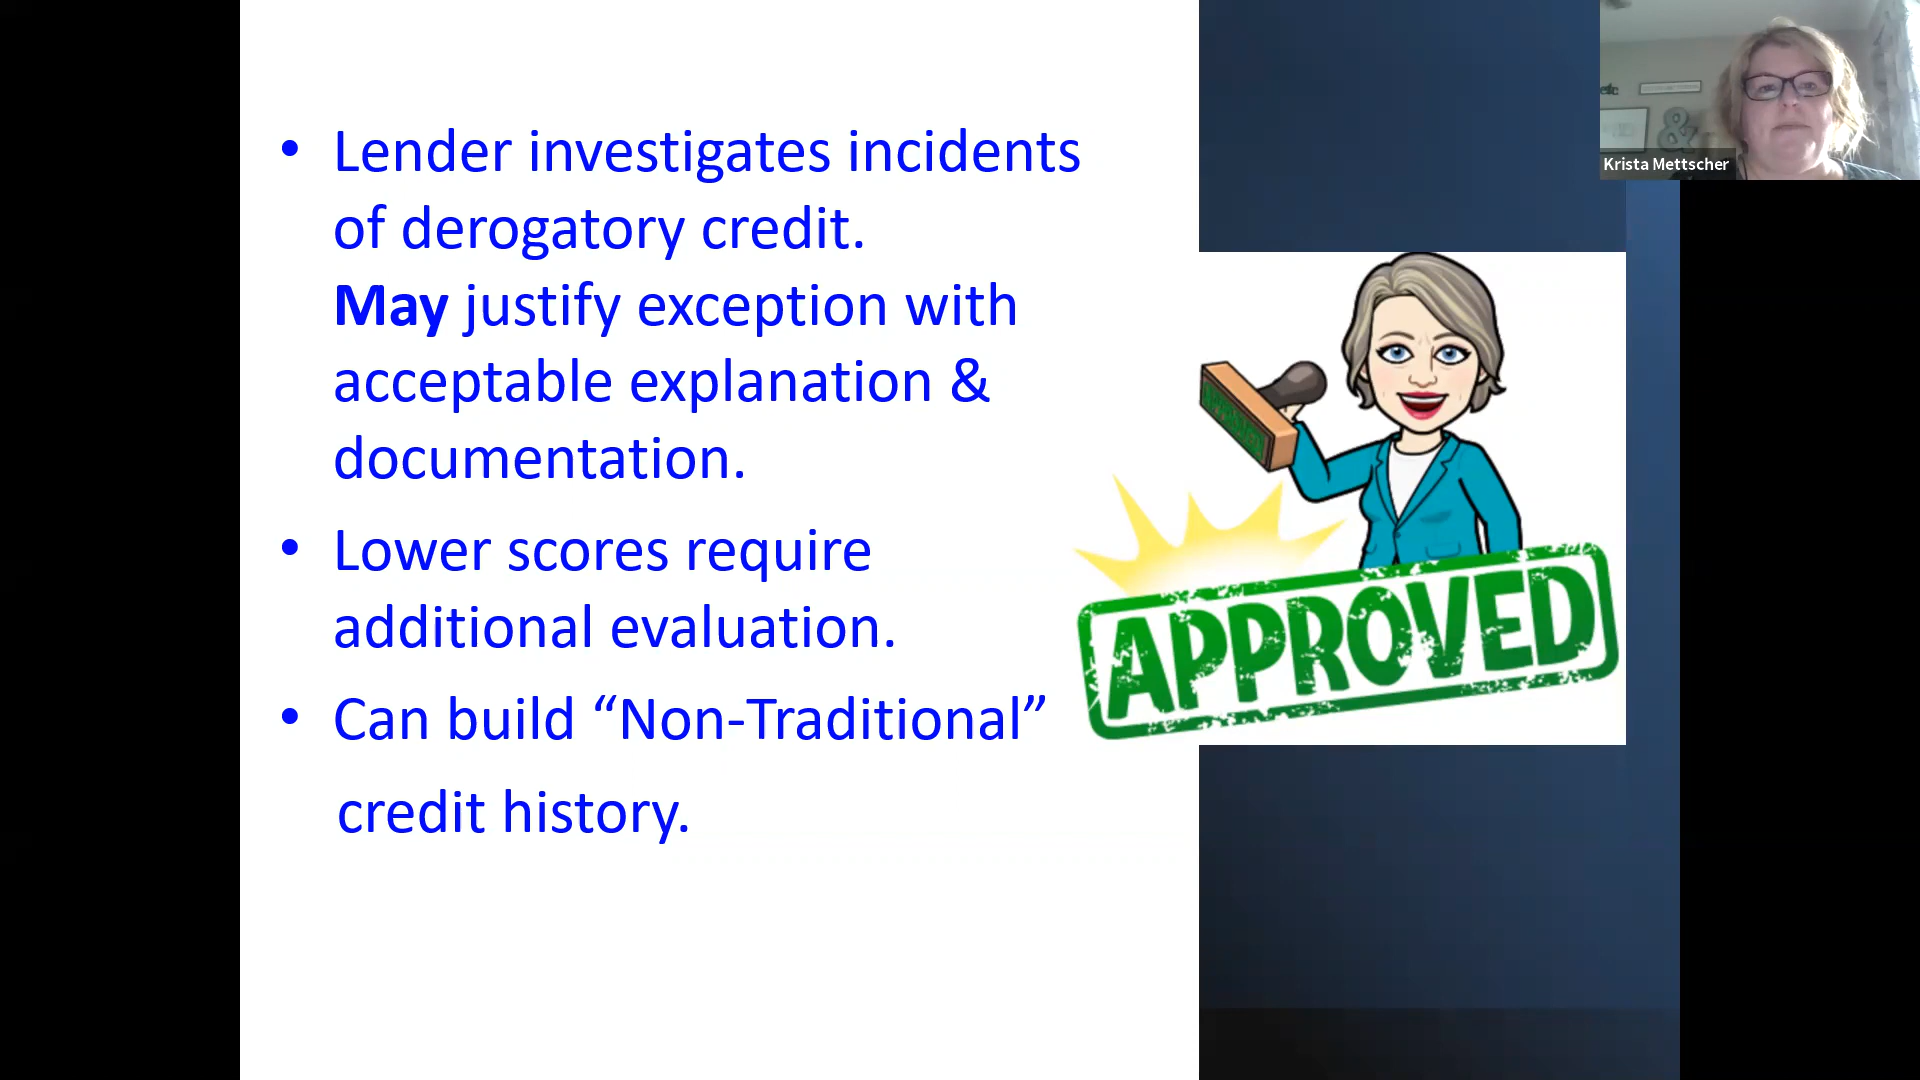 • Lender investigates incidents
of derogatory credit.
May justify exception with
acceptable explanation &
documentation.
• Lower scores require
additional evaluation.
• Can build “Non-Traditional”
credit history.
APPROVED
APPROVED
&
Krista Mettscher